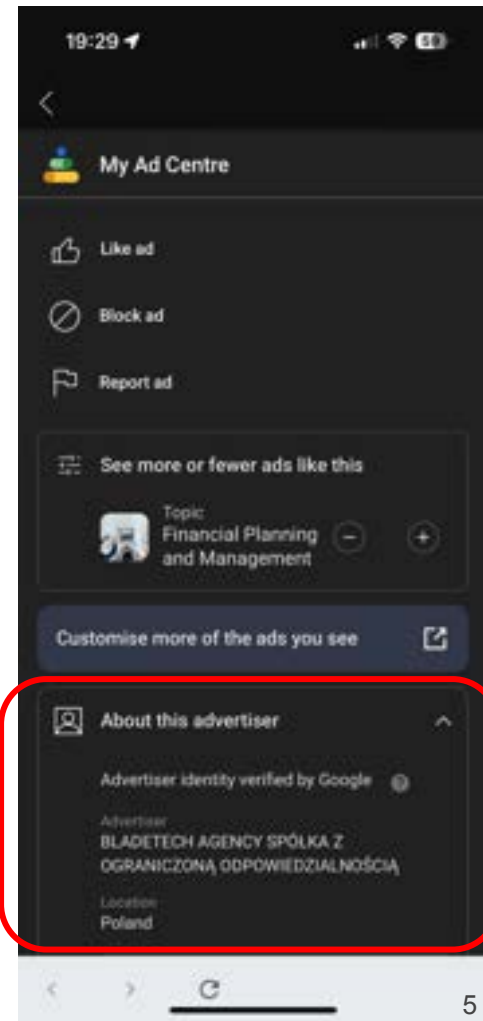 19:29
My Ad Centre
Like ad
Block ad
Report ad
See more or fewer ads like this
Topic
Financial Planning
and Management
Customise more of the ads you see
About this advertiser
Advertiser identity verified by Google
Advertiser
BLADETECH AGENCY SPÓŁKA Z
OGRANICZONĄ ODPOWIEDZIALNOŚCIĄ
Location
Poland
5